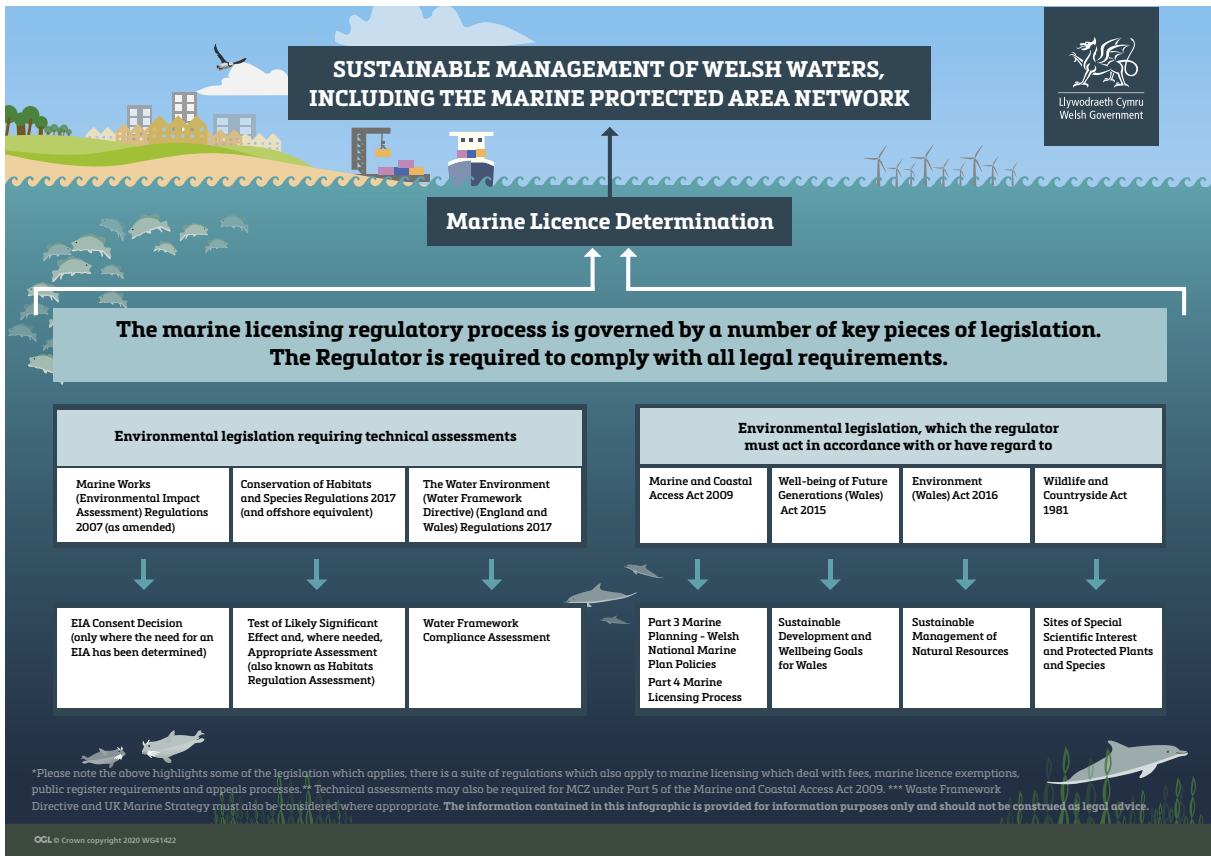 SUSTAINABLE MANAGEMENT OF WELSH WATERS,
INCLUDING THE MARINE PROTECTED AREA NETWORK
Llywodraeth Cymru
Welsh Government
Marine Licence Determination
The marine licensing regulatory process is governed by a number of key pieces of legislation.
The Regulator is required to comply with all legal requirements.
Environmental legislation requiring technical assessments
Marine Works
(Environmental Impact
Assessment) Regulations
2007 (as amended)
Conservation of Habitats
and Species Regulations 2017
(and offshore equivalent)
The Water Environment
(Water Framework
Directive) (England and
Wales) Regulations 2017
EIA Consent Decision
(only where the need for an
EIA has been determined)
Test of Likely Significant
Effect and, where needed,
Appropriate Assessment
(also known as Habitats
Regulation Assessment)
Water Framework
Compliance Assessment
Environmental legislation, which the regulator
must act in accordance with or have regard to
Marine and Coastal
Access Act 2009
Well-being of Future
Generations (Wales)
Act 2015
Environment
(Wales) Act 2016
Wildlife and
Countryside Act
1981
Part 3 Marine
Planning - Welsh
National Marine
Plan Policies
Part 4 Marine
Licensing Process
Sustainable
Development and
Wellbeing Goals
for Wales
Sustainable
Management of
Natural Resources
Sites of Special
Scientific Interest
and Protected Plants
and Species
*Please note the above highlights some of the legislation which applies, there is a suite of regulations which also apply to marine licensing which deal with fees, marine licence exemptions,
public register requirements and appeals processes.** Technical assessments may also be required for MCZ under Part 5 of the Marine and Coastal Access Act 2009. *** Waste Framework
Directive and UK Marine Strategy must also be considered where appropriate. The information contained in this infographic is provided for information purposes only and should not be construed as legal advice.
OGL © Crown copyright 2020 WG41422